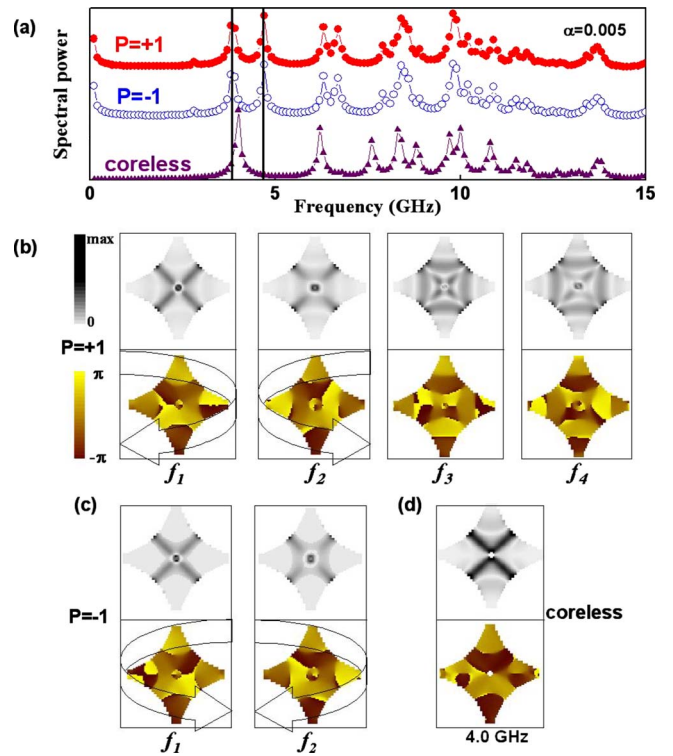 (a)
Spectral power
P=+1
α=0.005
P=-1
coreless
0 5 10 15
Frequency (GHz)
(b)
max
0
P=+1
π
-π
f1 f2 f3 f4
(c) (d)
P=-1
coreless
f1 f2 4.0 GHz